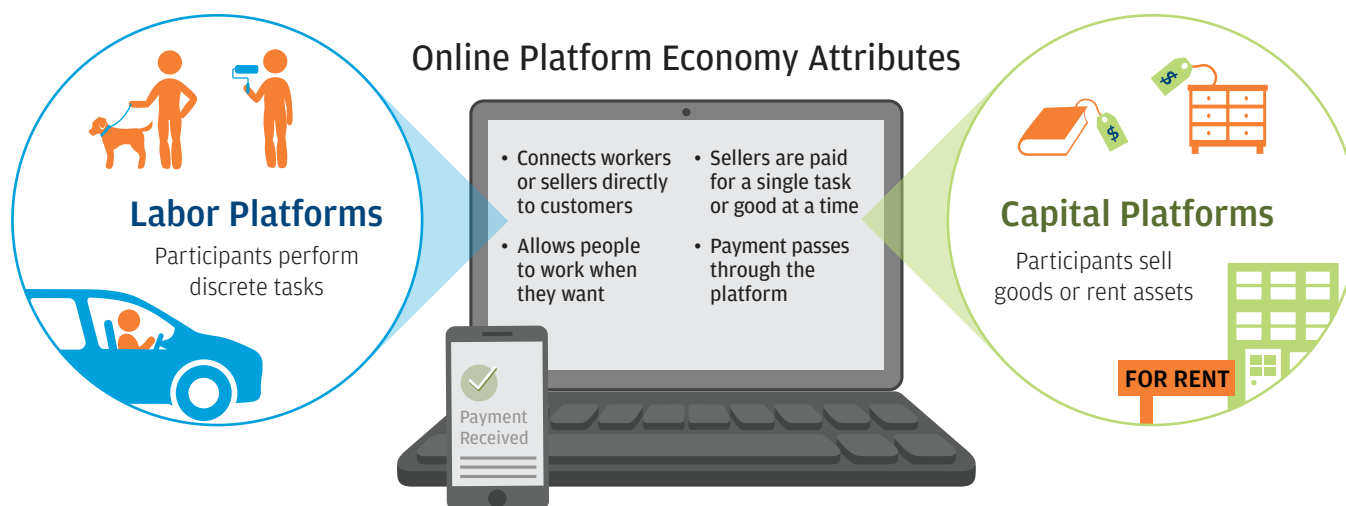 Online Platform Economy Attributes
Labor Platforms
Participants perform
discrete tasks
• Connects workers
or sellers directly
to customers
• Allows people
to work when
they want
• Sellers are paid
for a single task
or good at a time
• Payment passes
through the
platform
Payment
Received
$
$
Capital Platforms
Participants sell
goods or rent assets
FOR RENT